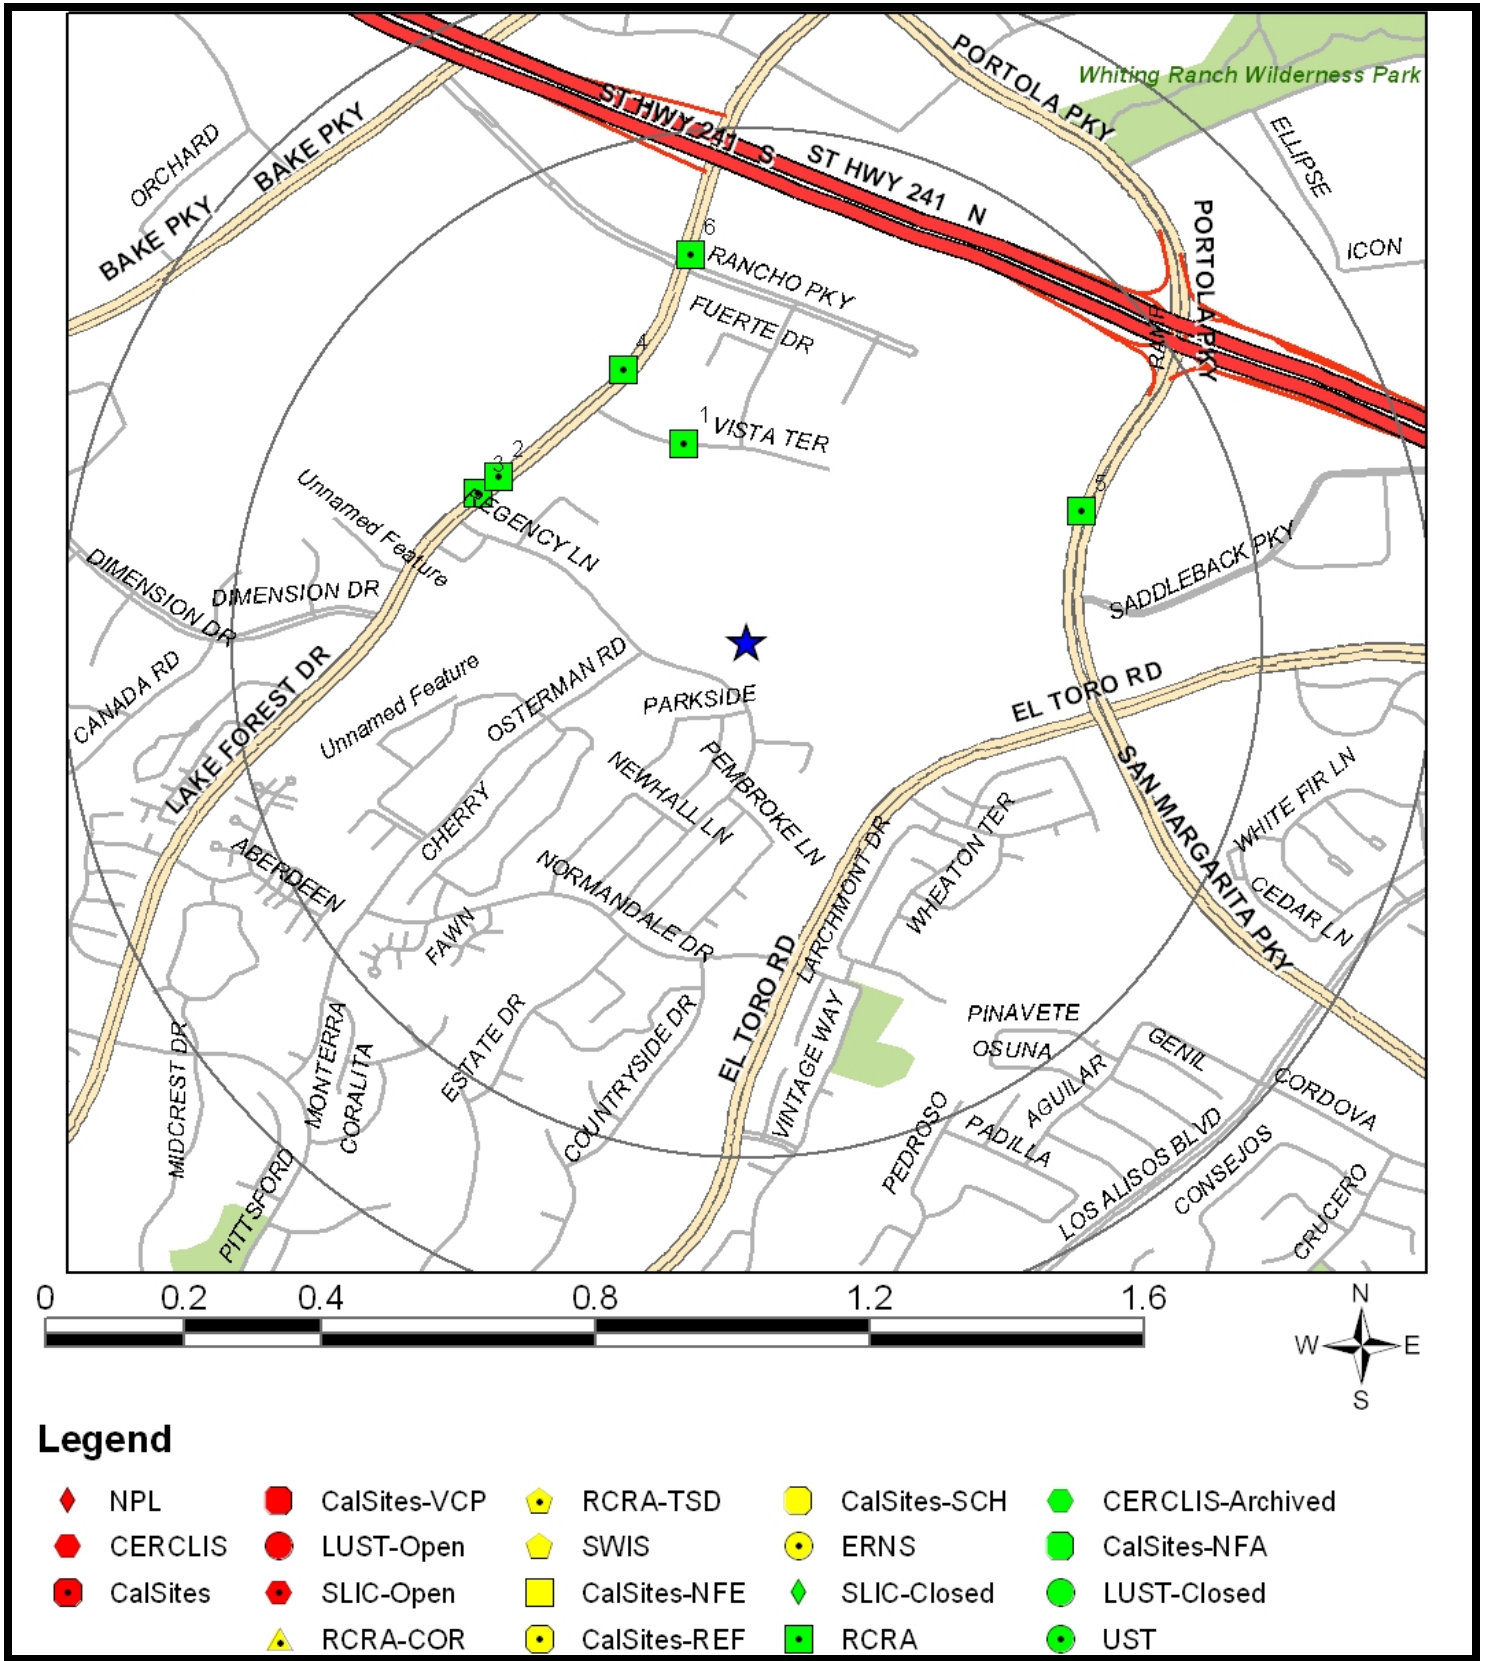 PORTOLA PKY
Whiting Ranch Wilderness Park
ST HWY 241 S
ST HWY 241 N
ORCHARD
BAKE PKY
BAKE PKY
ELLIPSE
ICON
PORTOLA PKY
RAMP
6
RANCHO PKY
FUERTE DR
4
1
VISTA TER
2
3
5
REGENCY LN
Unnamed Feature
DIMENSION DR
DIMENSION DR
SADDLEBACK PKY
CANADA RD
LAKE FOREST DR
Unnamed Feature
OSTERMAN RD
PARKSIDE
EL TORO RD
NEWHALL LN
PEMBROKE LN
SAN MARGARITA PKY
WHITE FIR LN
CHERRY
ABERDEEN
LARCHMONT DR
WHEATON TER
CEDAR LN
NORMANDALE DR
FAWN
EL TORO RD
MIDCREST DR
MONTERRA
CORALITA
ESTATE DR
COUNTRYSIDE DR
VINTAGE WAY
PINAVETE
OSUNA
GENIL
AGUILAR
CORDOVA
PEDROSO
PADILLA
LOS ALISOS BLVD
CONSEJOS
CRUCERO
PITTSFORD
0 0.2 0.4 0.8 1.2 1.6
N
W E
S
Legend
NPL CalSites-VCP RCRA-TSD CalSites-SCH CERCLIS-Archived
CERCLIS LUST-Open SWIS ERNS CalSites-NFA
CalSites SLIC-Open CalSites-NFE SLIC-Closed LUST-Closed
RCRA-COR CalSites-REF RCRA UST